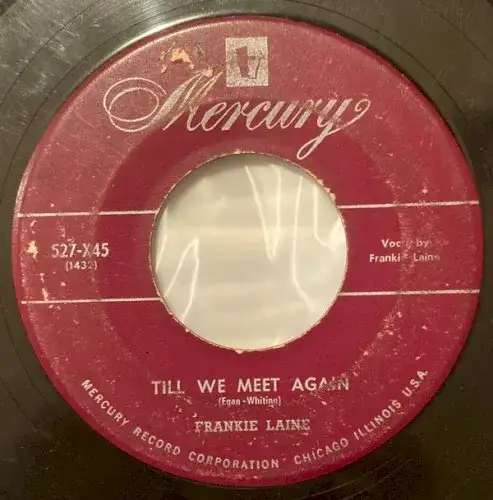 Mercury
527-X45
(1432)
Vocal by
Frankie Laine
TILL WE MEET AGAIN
(Egan-Whiting)
FRANKIE LAINE
MERCURY RECORD CORPORATION CHICAGO ILLINOIS U.S.A.